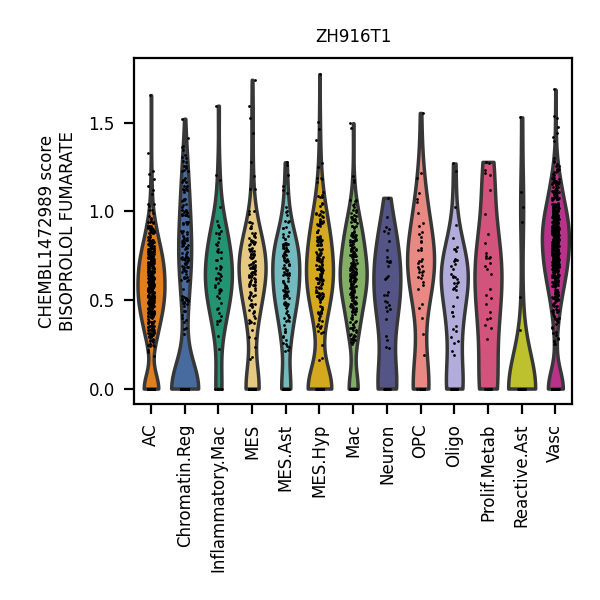 ZH916T1
CHEMBL1472989 score
BISOPROLOL FUMARATE
1.5
1.0
0.5
0.0
AC
Chromatin.Reg
Inflammatory.Mac
MES
MES.Ast
MES.Hyp
Mac
Neuron
OPC
Oligo
Prolif.Metab
Reactive.Ast
Vasc